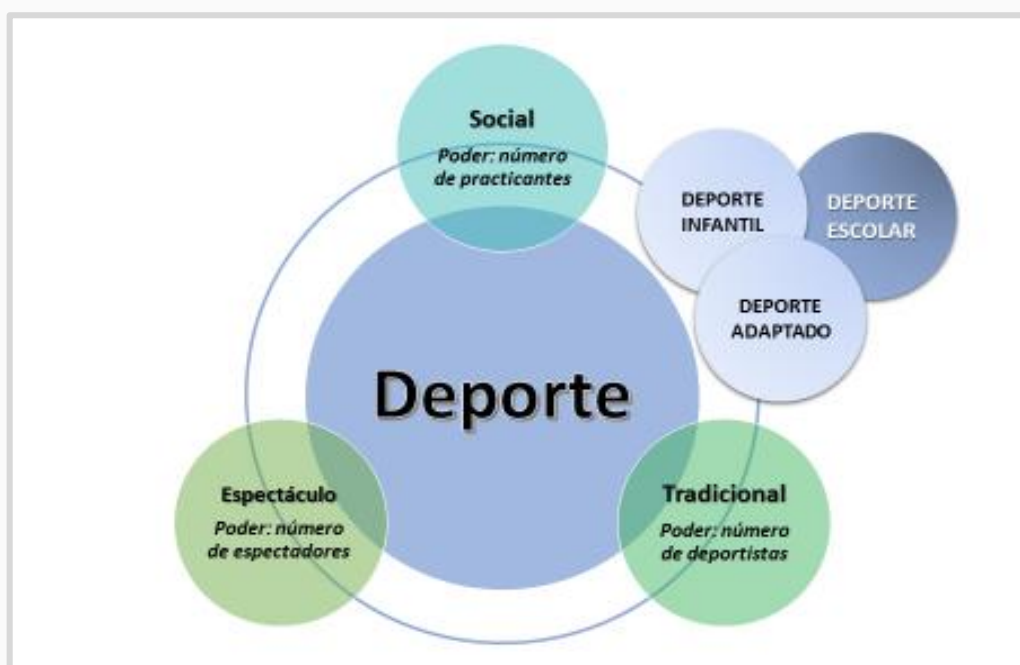 Social
Poder: número
de practicantes
DEPORTE
INFANTIL
DEPORTE
ESCOLAR
DEPORTE
ADAPTADO
Deporte
Espectáculo
Poder: número
de espectadores
Tradicional
Poder: número
de deportistas